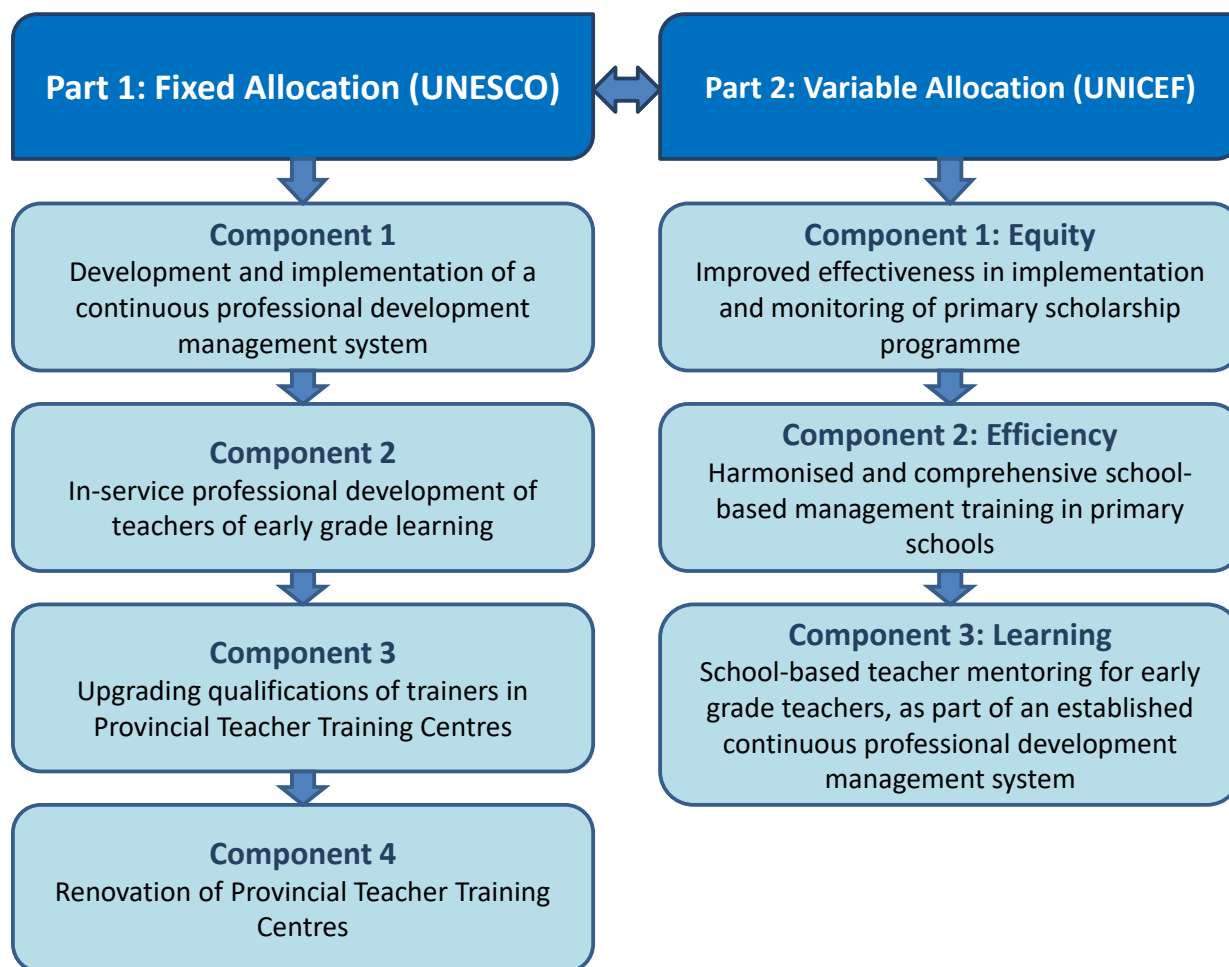 Part 1: Fixed Allocation (UNESCO)
Component 1
Development and implementation of a
continuous professional development
management system
Component 2
In-service professional development of
teachers of early grade learning
Component 3
Upgrading qualifications of trainers in
Provincial Teacher Training Centres
Component 4
Renovation of Provincial Teacher Training
Centres
Part 2: Variable Allocation (UNICEF)
Component 1: Equity
Improved effectiveness in implementation
and monitoring of primary scholarship
programme
Component 2: Efficiency
Harmonised and comprehensive school-
based management training in primary
schools
Component 3: Learning
School-based teacher mentoring for early
grade teachers, as part of an established
continuous professional development
management system